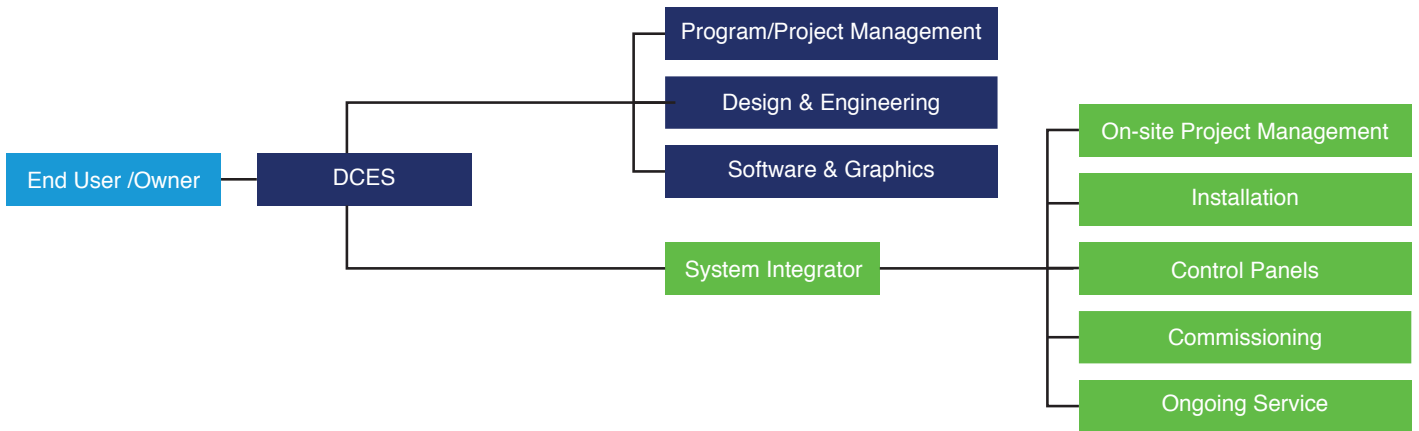 End User /Owner
DCES
Program/Project Management
Design & Engineering
Software & Graphics
System Integrator
On-site Project Management
Installation
Control Panels
Commissioning
Ongoing Service